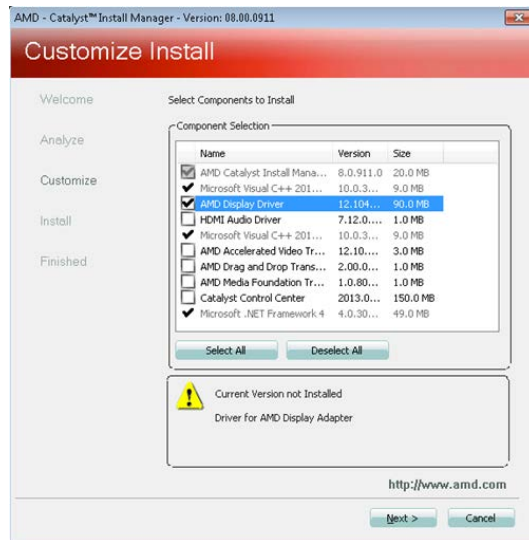 AMD - Catalyst™Install Manager - Version: 08.00.0911
Customize Install
Welcome
Analyze
Customize
Install
Finished
Select Components to Install
Component Selection
Name Version Size
AMD Catalyst Install Mana... 8.0.911.0 20.0 MB
Microsoft Visual C++ 201... 10.0.3... 9.0 MB
AMD Display Driver 12.104... 90.0 MB
HDMI Audio Driver 7.12.0.... 1.0 MB
Microsoft Visual C++ 201... 10.0.3... 9.0 MB
AMD Accelerated Video Tr... 12.10.... 3.0 MB
AMD Drag and Drop Trans... 2.00.0... 1.0 MB
AMD Media Foundation Tr... 1.0.80... 1.0 MB
Catalyst Control Center 2013.0... 150.0 MB
Microsoft .NET Framework 4 4.0.30... 49.0 MB
Select All Deselect All
Current Version not Installed
Driver for AMD Display Adapter
http://www.amd.com
Next > Cancel